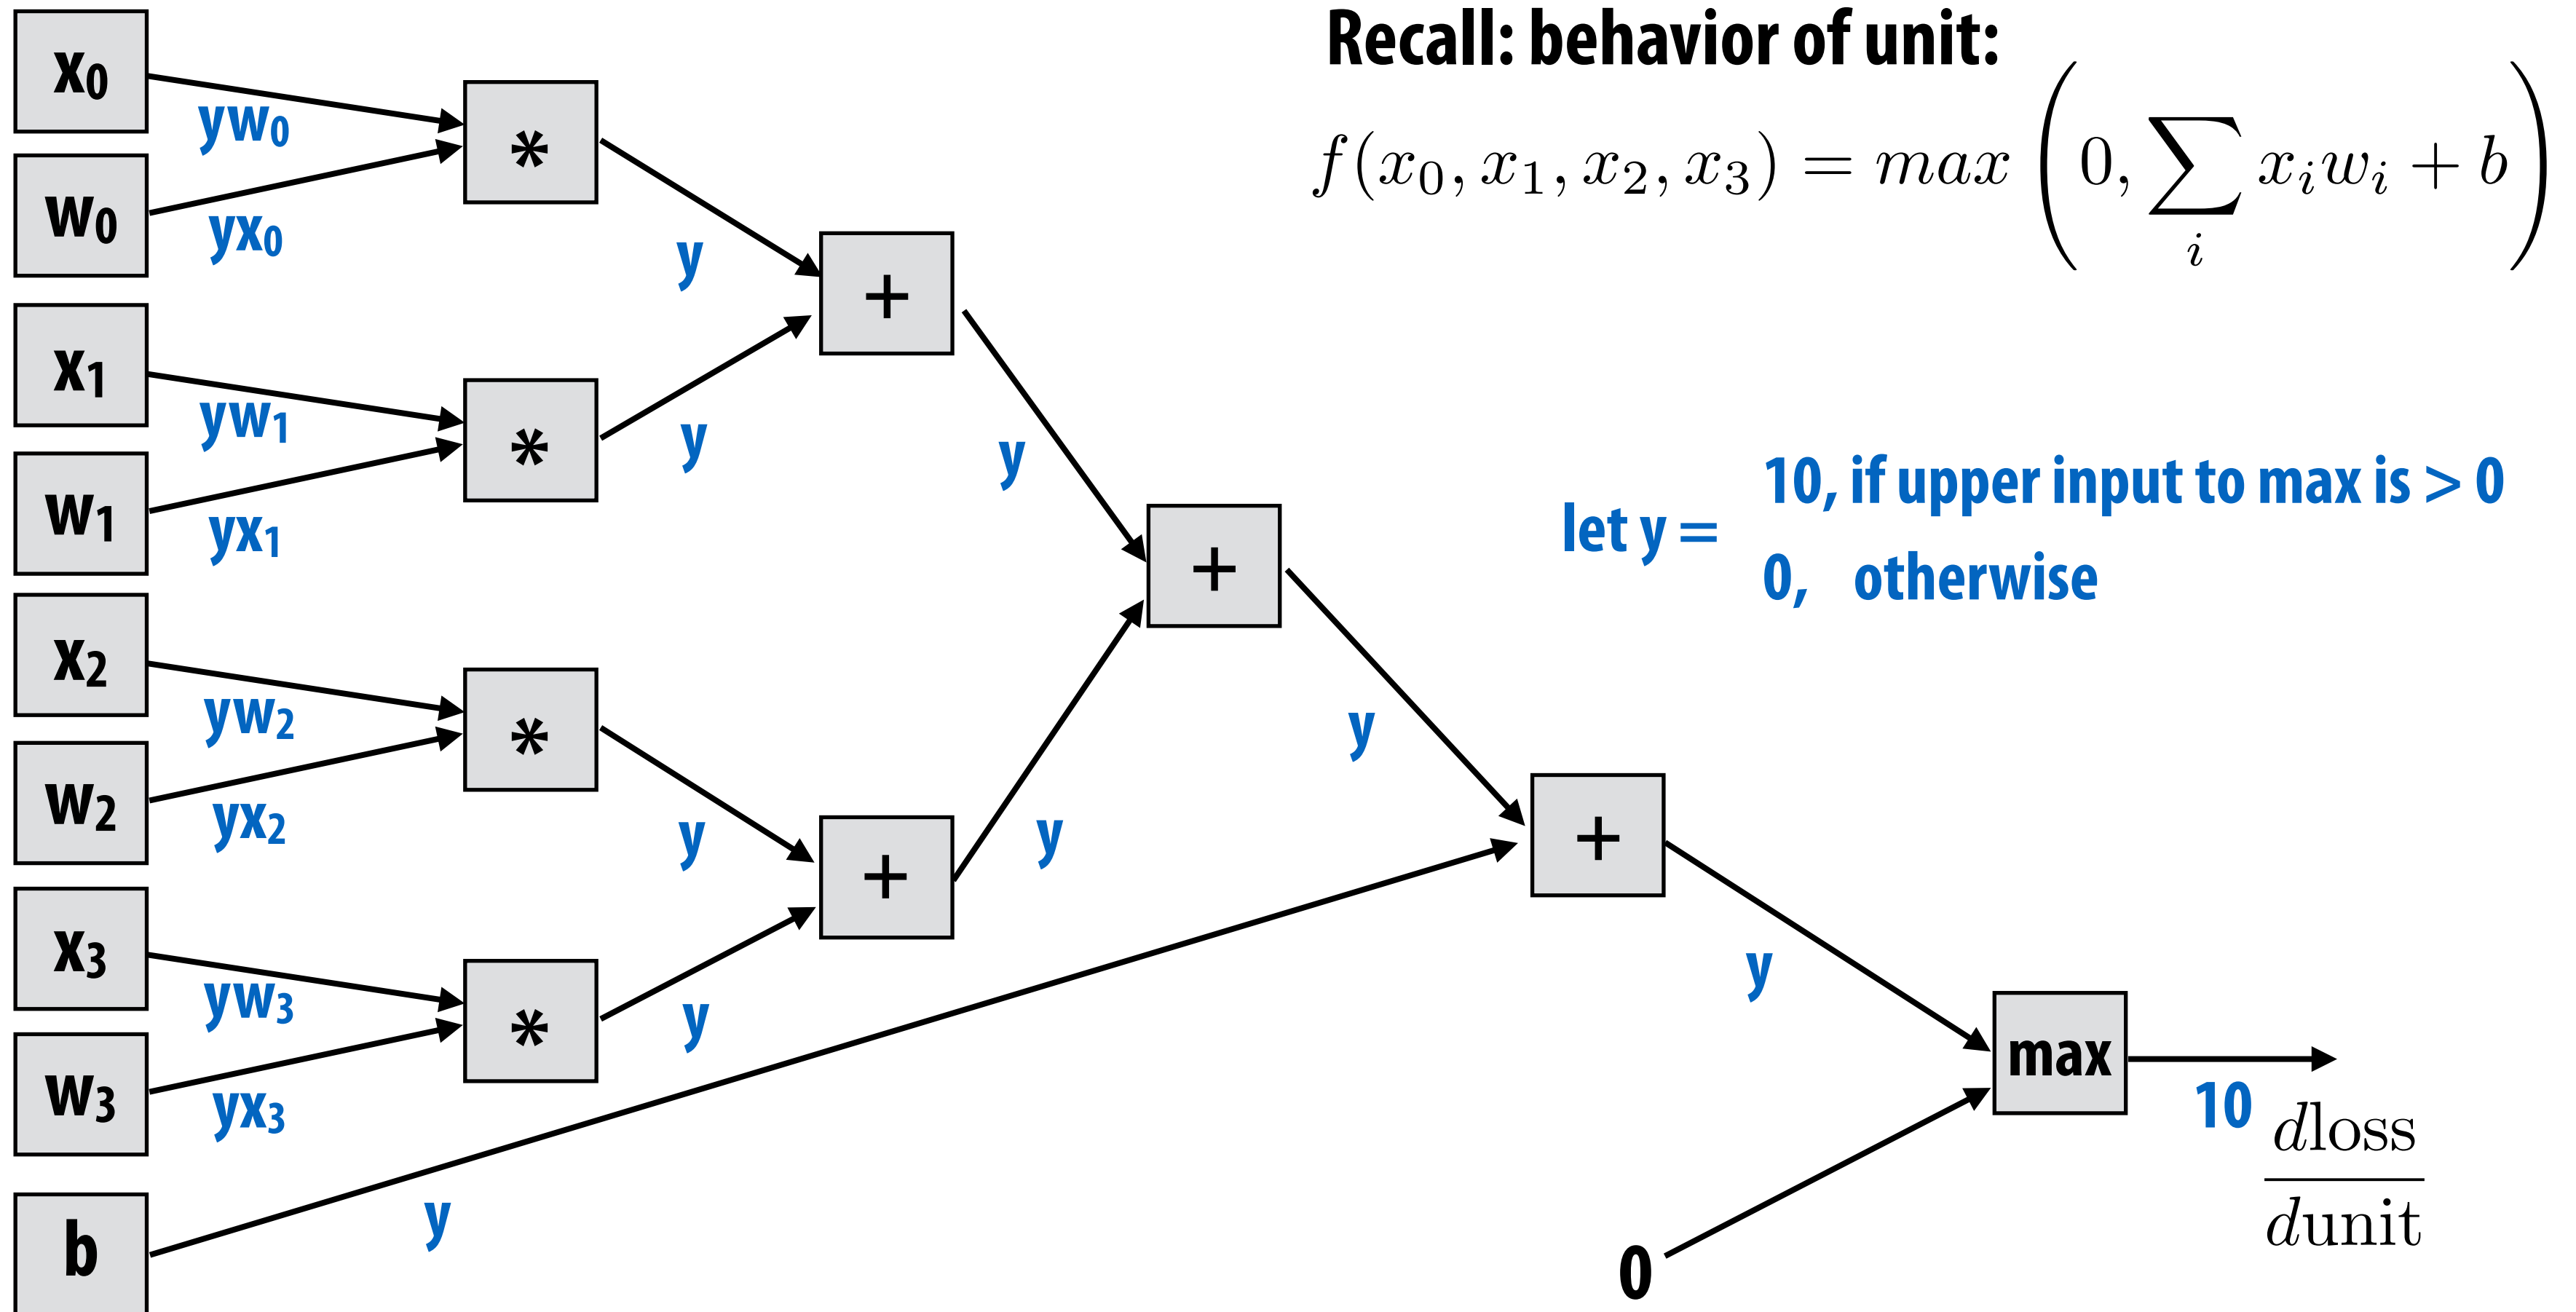 Recall: behavior of unit:
f(x₀, x₁, x₂, x₃) = max (0, ∑ᵢ xᵢwᵢ + b)
x₀
yw₀
*
w₀
yx₀
y
+
x₁
yw₁
*
w₁
yx₁
y
y
+
let y =
10, if upper input to max is > 0
0, otherwise
x₂
yw₂
*
w₂
yx₂
y
+
y
y
+
x₃
yw₃
*
w₃
yx₃
y
y
max
10
dloss
dunit
b
y
0